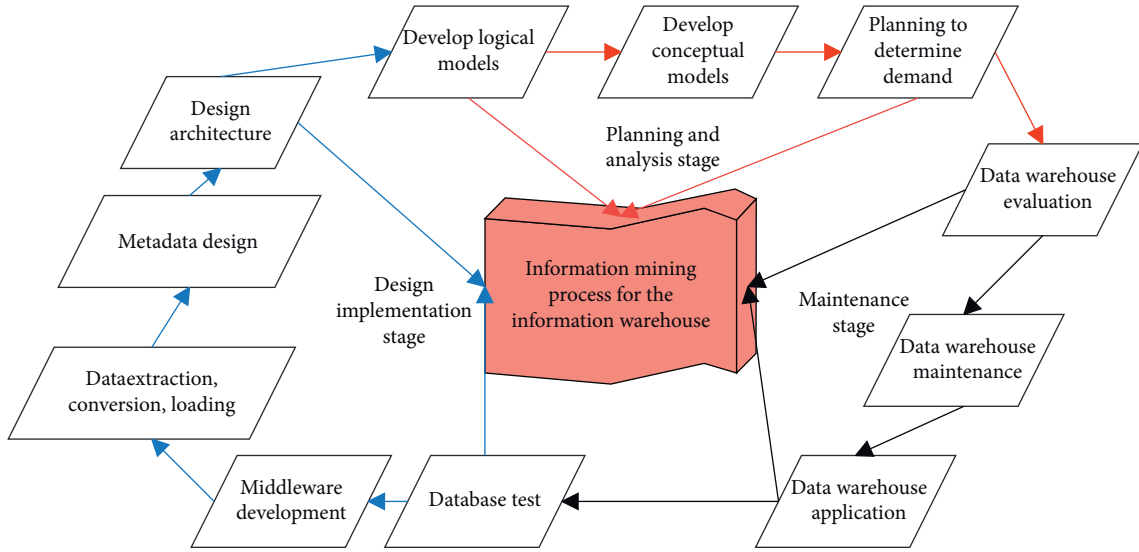 Develop logical
models
Develop
conceptual
models
Planning to
determine
demand
Design
architecture
Planning and
analysis stage
Data warehouse
evaluation
Metadata design
Information mining
process for the
information warehouse
Design
implementation
stage
Maintenance
stage
Data warehouse
maintenance
Dataextraction,
conversion, loading
Middleware
development
Database test
Data warehouse
application